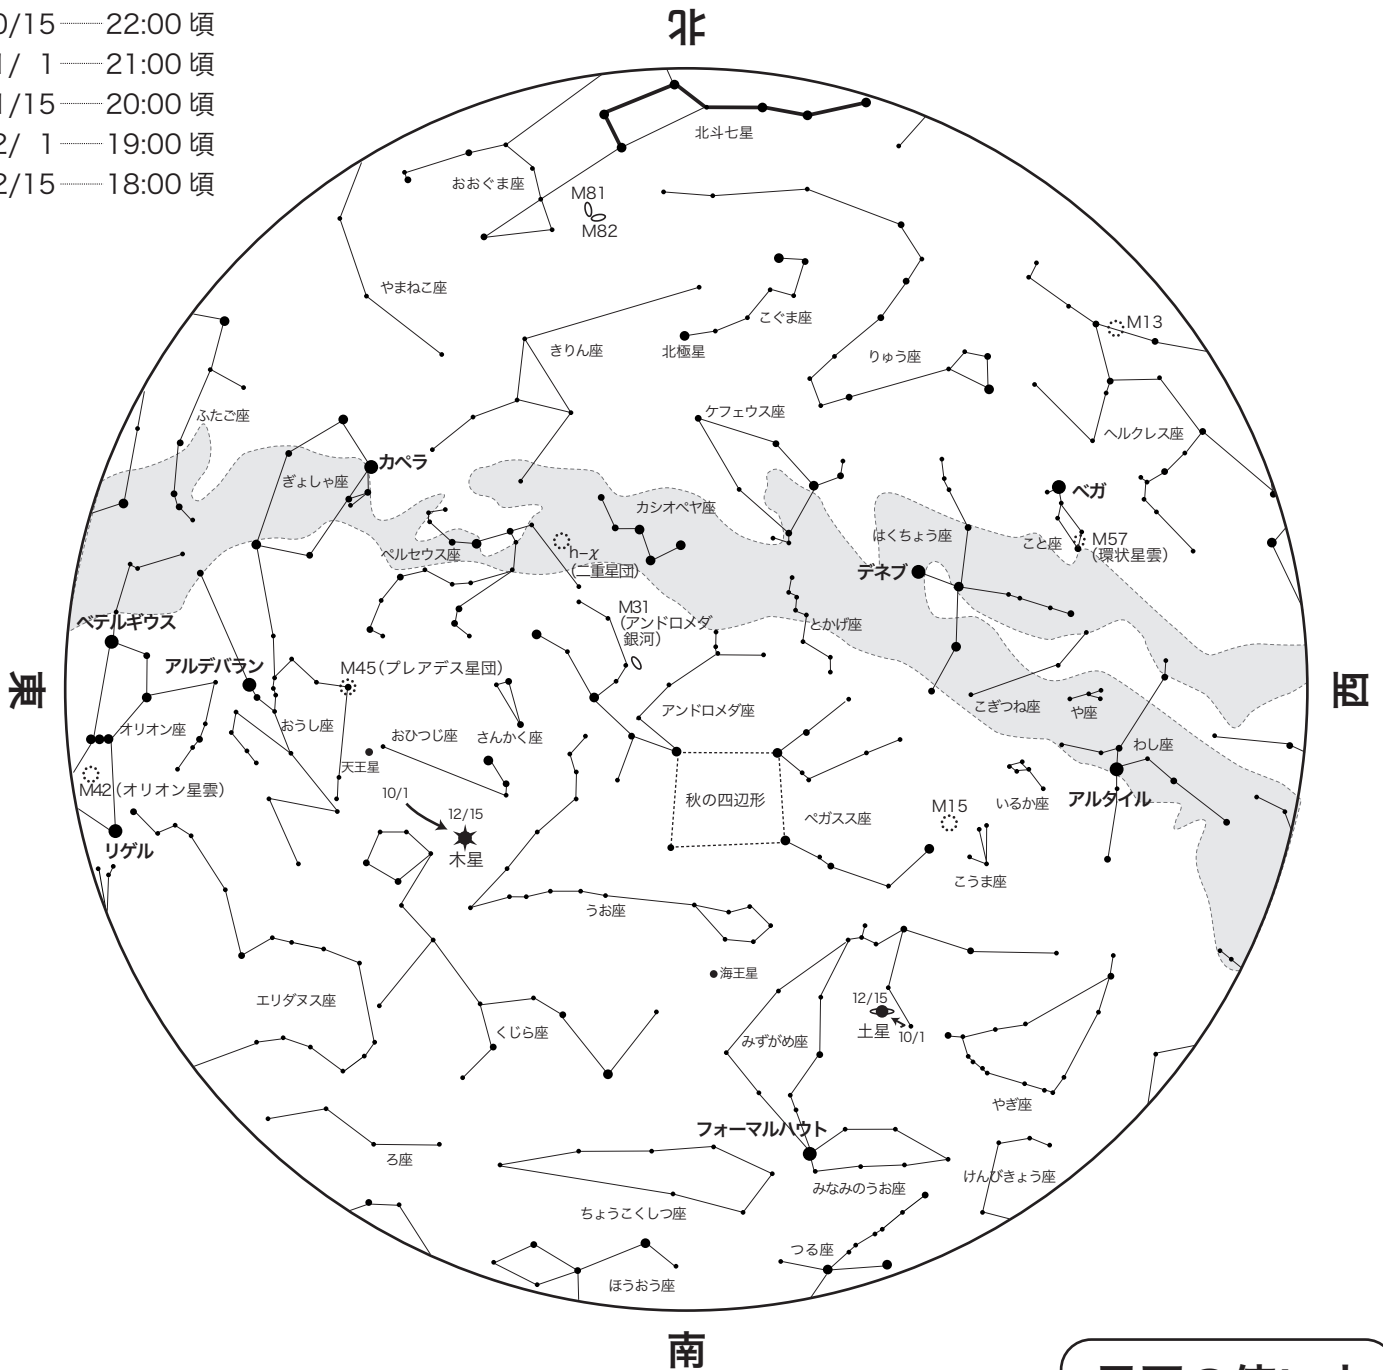 北
0/15 22:00 頃
/ 1 21:00 頃
/15 20:00 頃
2/ 1 19:00 頃
2/15 18:00 頃
北斗七星
おおぐま座
M81
M82
やまねこ座
こぐま座
北極星
きりん座
りゅう座
M13
ふたご座
ケフェウス座
ヘルクレス座
カペラ
ぎょしゃ座
カシオペヤ座
ベガ
はくちょう座
こと座
M57
(環状星雲)
ペルセウス座
h-χ
(二重星団)
デネブ
ベテルギウス
M31
(アンドロメダ
銀河)
とかげ座
アルデバラン
M45(プレアデス星団)
東
西
オリオン座
おうし座
おひつじ座
さんかく座
アンドロメダ座
こぎつね座
や座
わし座
天王星
M42(オリオン星雲)
10/1
12/15
木星
秋の四辺形
ペガスス座
M15
いるか座
アルタイル
リゲル
こうま座
うお座
海王星
エリダヌス座
くじら座
みずがめ座
12/15
土星
10/1
やぎ座
フォーマルハウト
ろ座
みなみのうお座
けんびきょう座
ちょうこくしつ座
つる座
ほうおう座
南